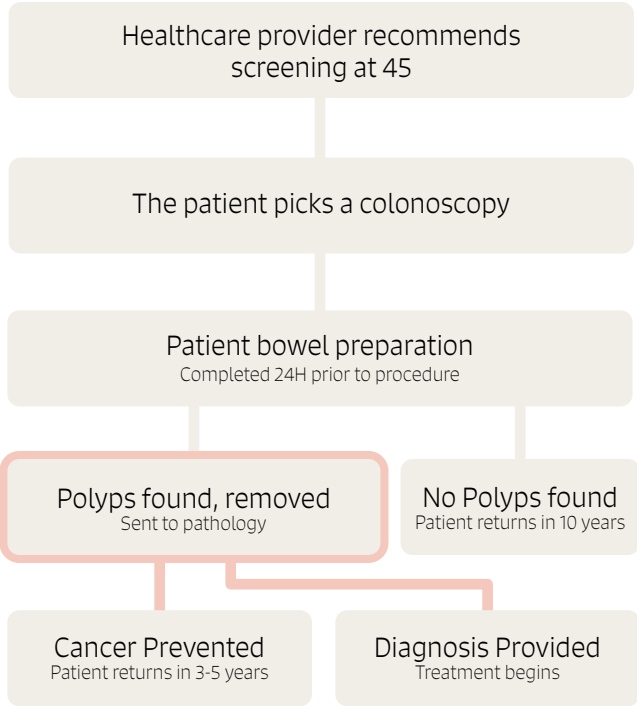 Healthcare provider recommends
screening at 45
The patient picks a colonoscopy
Patient bowel preparation
Completed 24H prior to procedure
Polyps found, removed
Sent to pathology
No Polyps found
Patient returns in 10 years
Cancer Prevented
Patient returns in 3-5 years
Diagnosis Provided
Treatment begins